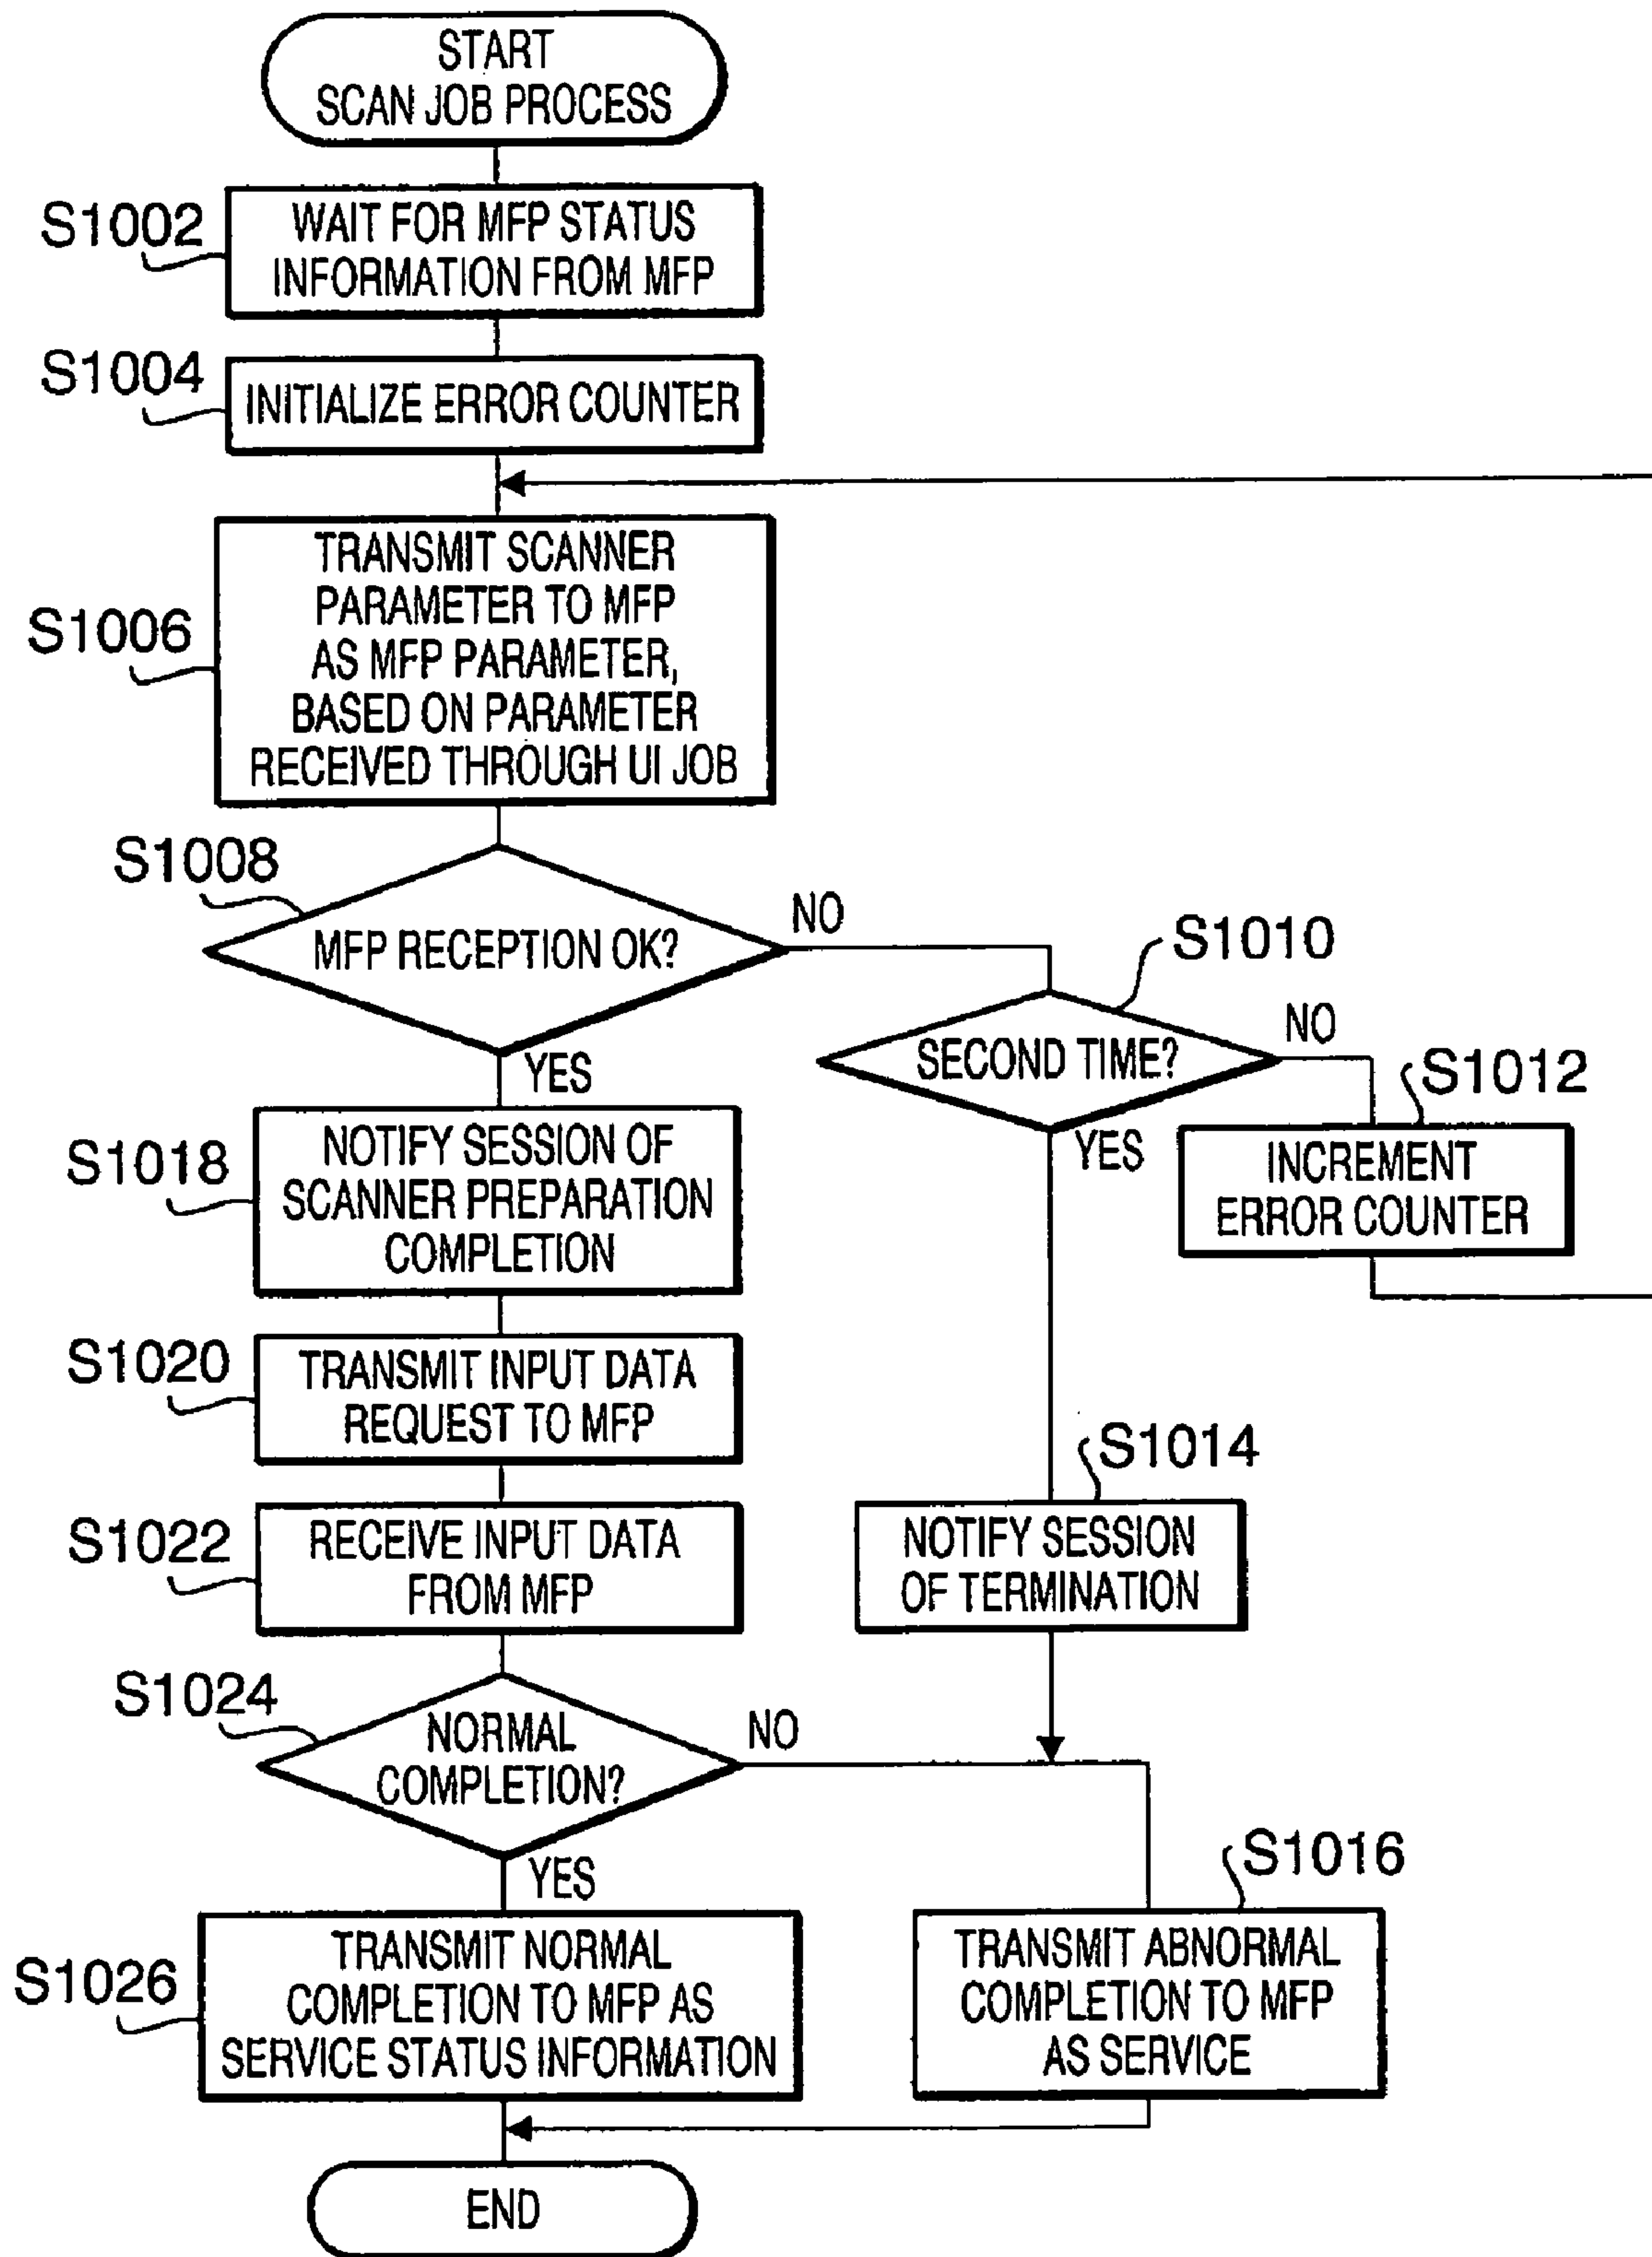 START
SCAN JOB PROCESS
S1002
WAIT FOR MFP STATUS
INFORMATION FROM MFP
S1004
INITIALIZE ERROR COUNTER
S1006
TRANSMIT SCANNER
PARAMETER TO MFP
AS MFP PARAMETER,
BASED ON PARAMETER
RECEIVED THROUGH UI JOB
S1008
MFP RECEPTION OK?
NO
YES
S1010
SECOND TIME?
NO
YES
S1012
INCREMENT
ERROR COUNTER
S1018
NOTIFY SESSION OF
SCANNER PREPARATION
COMPLETION
S1020
TRANSMIT INPUT DATA
REQUEST TO MFP
S1014
NOTIFY SESSION
OF TERMINATION
S1022
RECEIVE INPUT DATA
FROM MFP
S1024
NORMAL
COMPLETION?
NO
YES
S1016
TRANSMIT ABNORMAL
COMPLETION TO MFP
AS SERVICE
S1026
TRANSMIT NORMAL
COMPLETION TO MFP AS
SERVICE STATUS INFORMATION
END